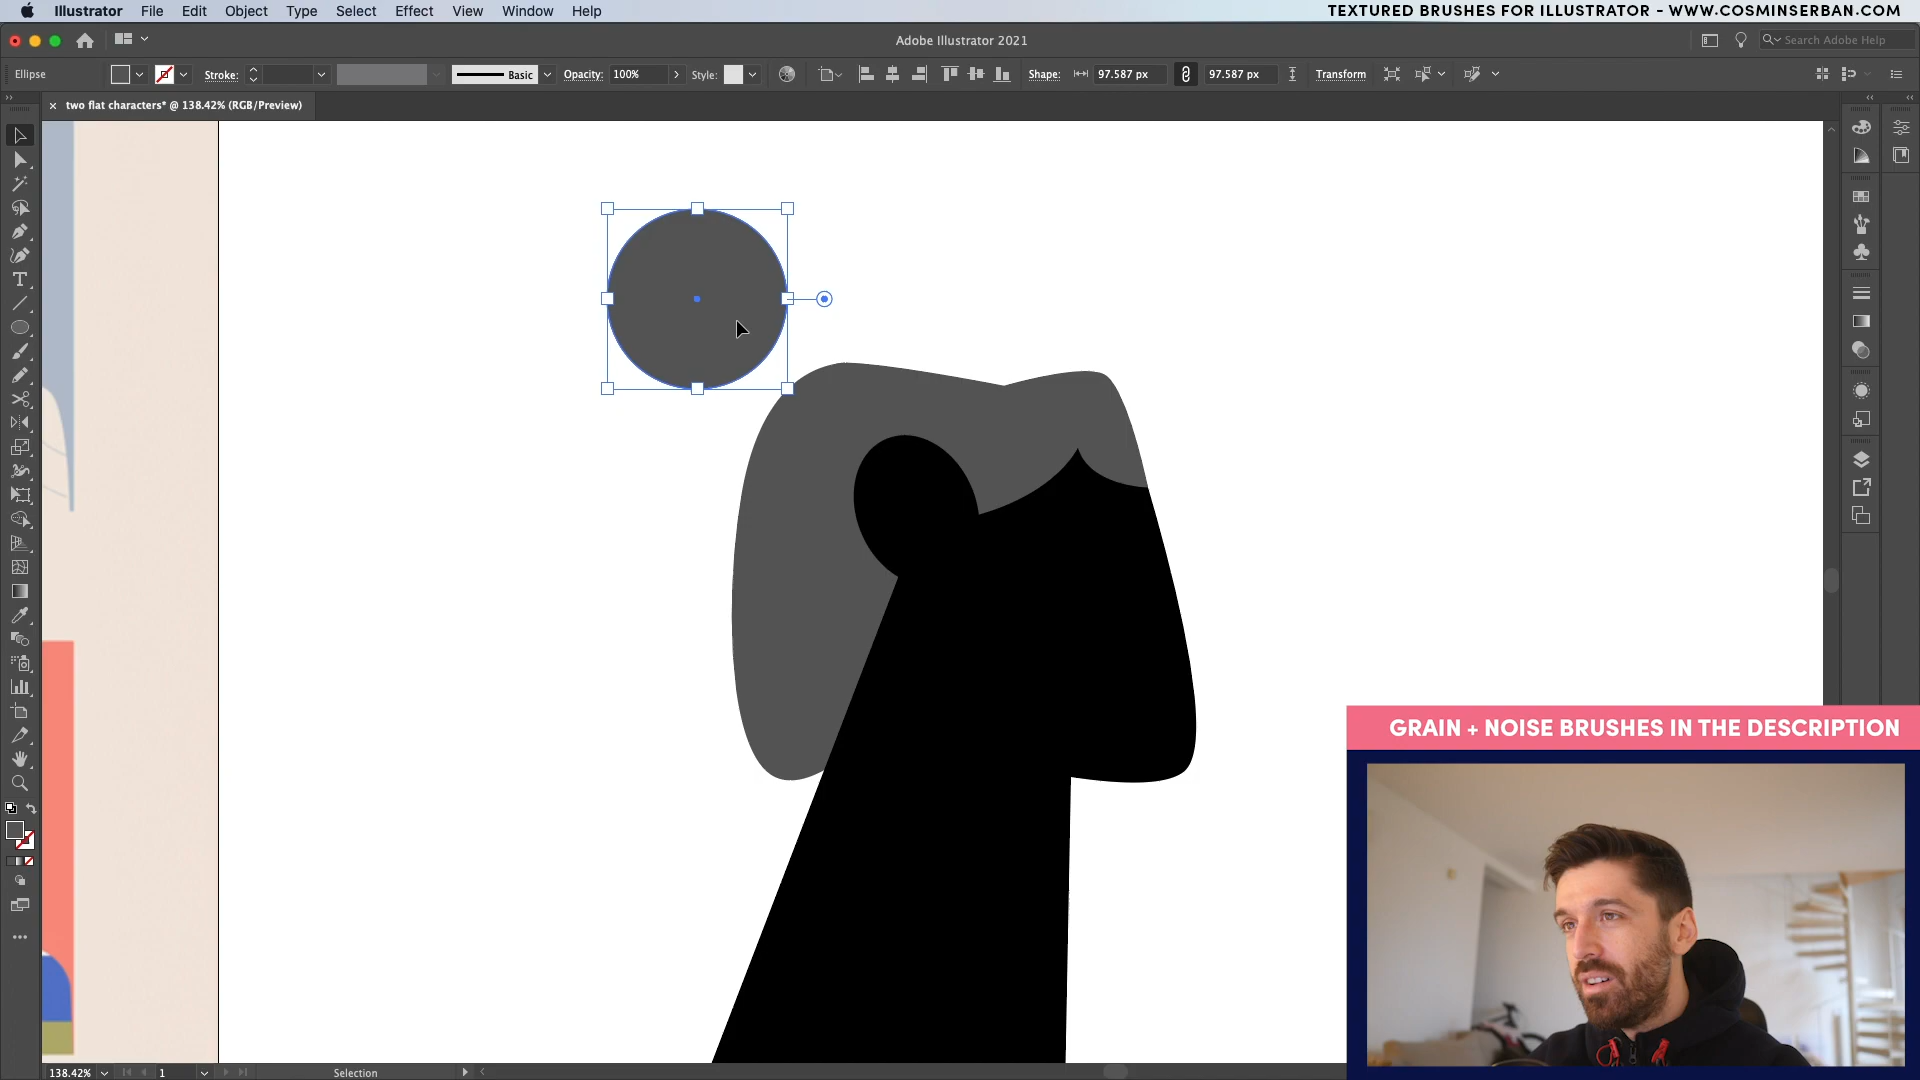 Illustrator File Edit Object Type Select Effect View Window Help
TEXTURED BRUSHES FOR ILLUSTRATOR - WWW.COSMINSERBAN.COM
Adobe Illustrator 2021
Search Adobe Help
Ellipse Stroke: Basic Opacity: 100% Style: Shape: 97.587 px 97.587 px Transform
two flat characters* @ 138.42% (RGB/Preview)
GRAIN + NOISE BRUSHES IN THE DESCRIPTION
138.42% 1 Selection